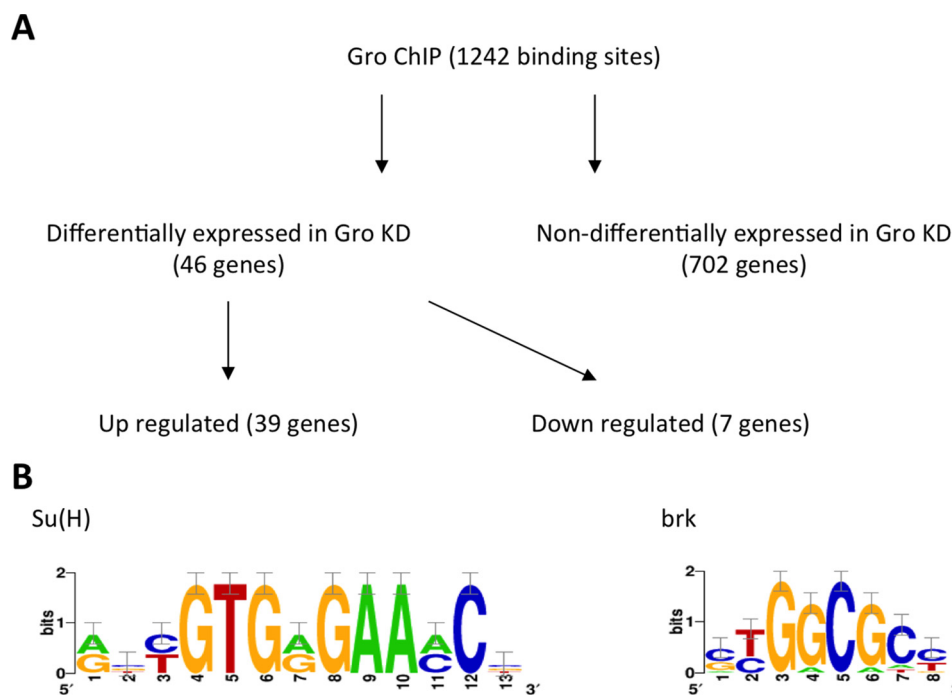 A
Gro ChIP (1242 binding sites)
Differentially expressed in Gro KD
(46 genes)
Non-differentially expressed in Gro KD
(702 genes)
Up regulated (39 genes)
Down regulated (7 genes)
B
Su(H)
brk
2
bits
1
0
A
G
C
T
G
T
G
A
G
G
A
A
A
C
C
5′
1 2 3 4 5 6 7 8 9 10 11 12 13
3′
2
bits
1
0
C
G
T
C
G
G
A
C
G
A
C
C
T
5′
1 2 3 4 5 6 7 8